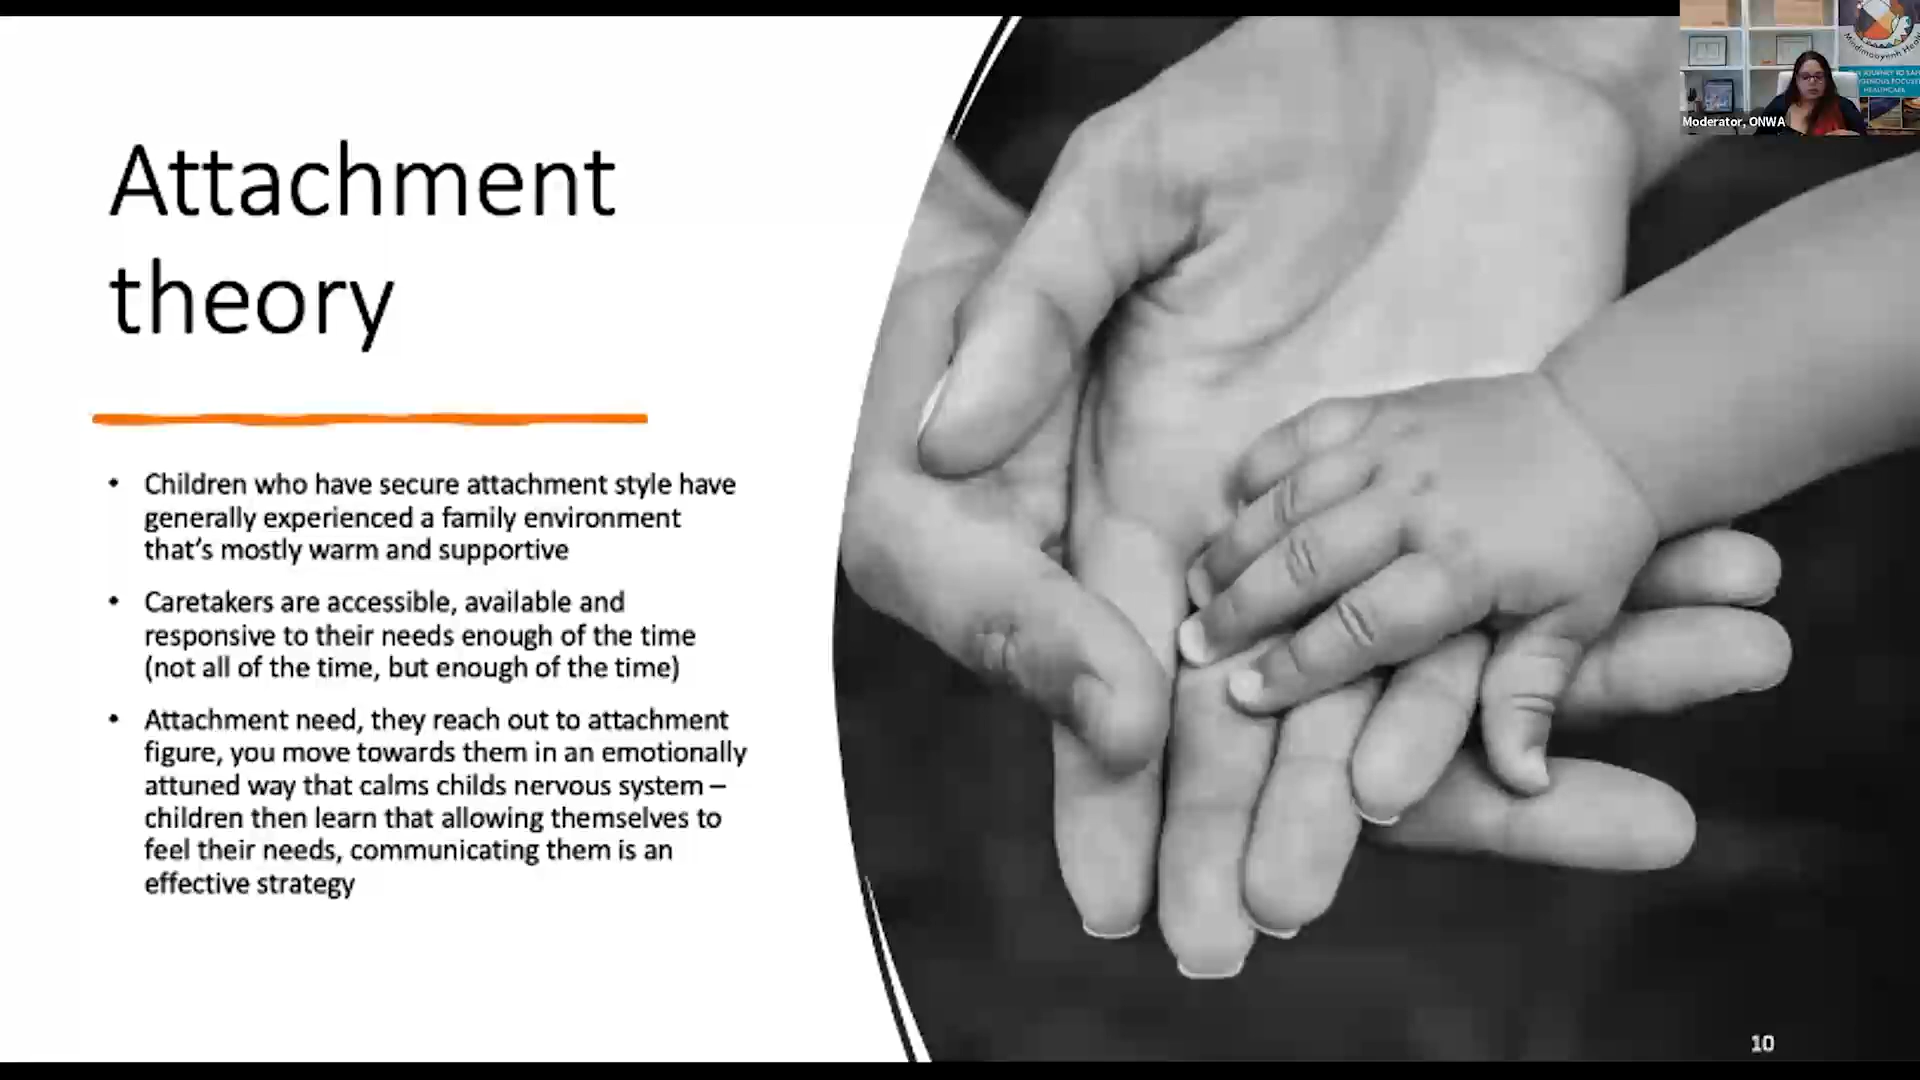 Attachment
theory
• Children who have secure attachment style have
generally experienced a family environment
that's mostly warm and supportive
• Caretakers are accessible, available and
responsive to their needs enough of the time
(not all of the time, but enough of the time)
• Attachment need, they reach out to attachment
figure, you move towards them in an emotionally
attuned way that calms childs nervous system –
children then learn that allowing themselves to
feel their needs, communicating them is an
effective strategy
Moderator, ONWA
JOURNEY TO
FOCUSED
HEALTHCARE
10